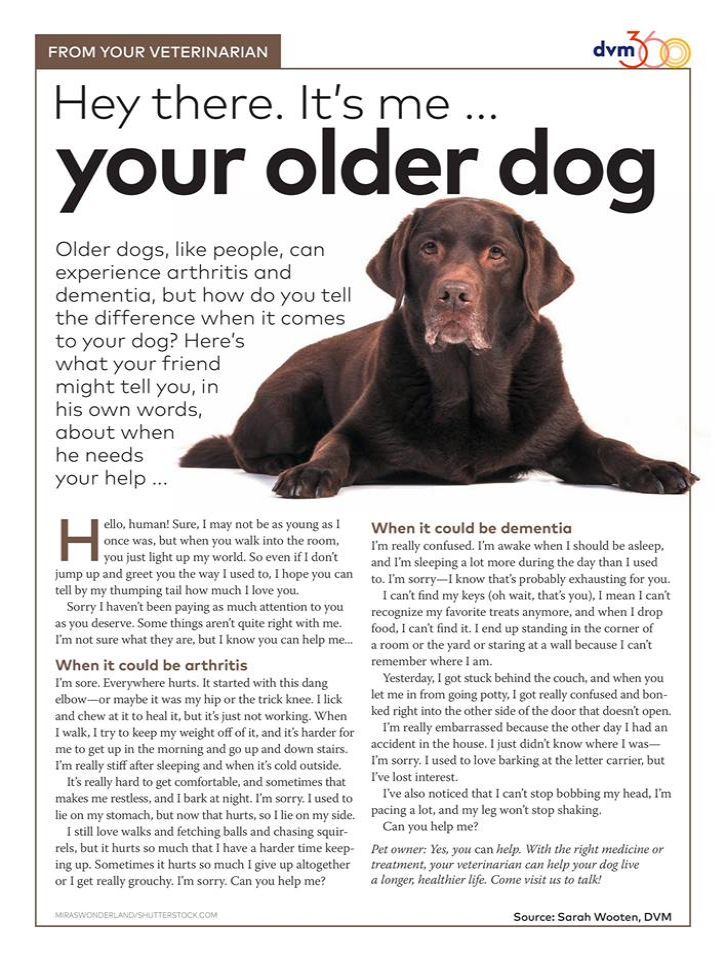 FROM YOUR VETERINARIAN
dvm360
Hey there. It's me ...
your older dog
Older dogs, like people, can
experience arthritis and
dementia, but how do you tell
the difference when it comes
to your dog? Here's
what your friend
might tell you, in
his own words,
about when
he needs
your help ...
Hello, human! Sure, I may not be as young as I
once was, but when you walk into the room,
you just light up my world. So even if I don't
jump up and greet you the way I used to, I hope you can
tell by my thumping tail how much I love you.
Sorry I haven't been paying as much attention to you
as you deserve. Some things aren't quite right with me.
I'm not sure what they are, but I know you can help me...
When it could be arthritis
I'm sore. Everywhere hurts. It started with this dang
elbow—or maybe it was my hip or the trick knee. I lick
and chew at it to heal it, but it's just not working. When
I walk, I try to keep my weight off of it, and it's harder for
me to get up in the morning and go up and down stairs.
I'm really stiff after sleeping and when it's cold outside.
It's really hard to get comfortable, and sometimes that
makes me restless, and I bark at night. I'm sorry. I used to
lie on my stomach, but now that hurts, so I lie on my side.
I still love walks and fetching balls and chasing squir-
rels, but it hurts so much that I have a harder time keep-
ing up. Sometimes it hurts so much I give up altogether
or I get really grouchy. I'm sorry. Can you help me?
When it could be dementia
I'm really confused. I'm awake when I should be asleep,
and I'm sleeping a lot more during the day than I used
to. I'm sorry—I know that's probably exhausting for you.
I can't find my keys (oh wait, that's you), I mean I can't
recognize my favorite treats anymore, and when I drop
food, I can't find it. I end up standing in the corner of
a room or the yard or staring at a wall because I can't
remember where I am.
Yesterday, I got stuck behind the couch, and when you
let me in from going potty, I got really confused and bon-
ked right into the other side of the door that doesn't open.
I'm really embarrassed because the other day I had an
accident in the house. I just didn't know where I was—
I'm sorry. I used to love barking at the letter carrier, but
I've lost interest.
I've also noticed that I can't stop bobbing my head, I'm
pacing a lot, and my leg won't stop shaking.
Can you help me?
Pet owner: Yes, you can help. With the right medicine or
treatment, your veterinarian can help your dog live
a longer, healthier life. Come visit us to talk!
MIRASWONDERLAND/SHUTTERSTOCK.COM
Source: Sarah Wooten, DVM